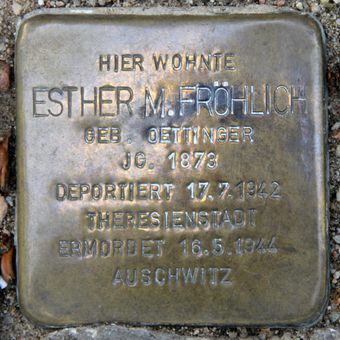 HIER WOHNTE
ESTHER M. FRÖHLICH
GEB. OETTINGER
JG. 1873
DEPORTIERT 17.7.1942
THERESIENSTADT
ERMORDET 16.5.1944
AUSCHWITZ